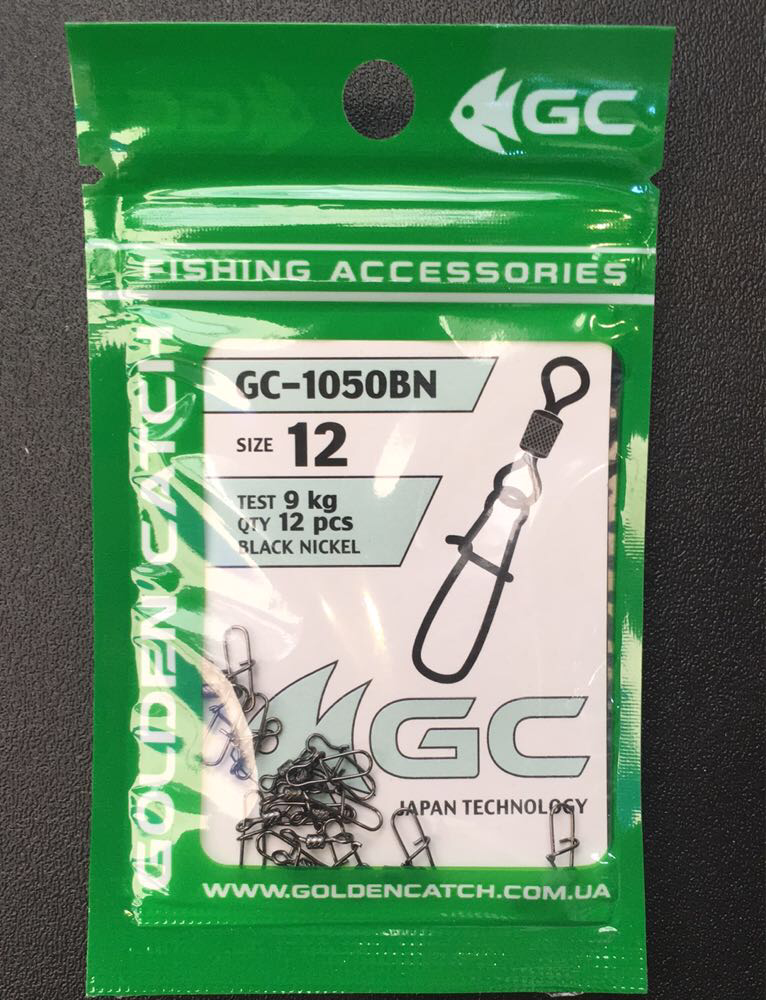 GC
FISHING ACCESSORIES
GOLDEN CATCH
GC-1050BN
SIZE 12
TEST 9 kg
QTY 12 pcs
BLACK NICKEL
GC
JAPAN TECHNOLOGY
WWW.GOLDENCATCH.COM.UA